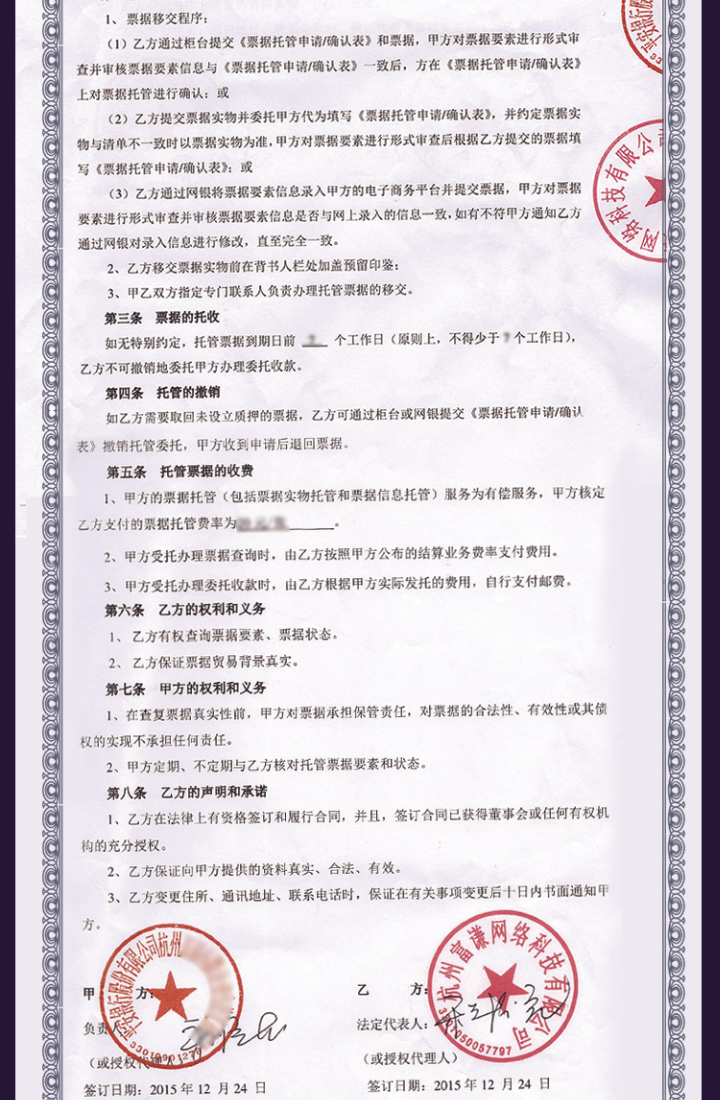 1、票据移交程序：
（1）乙方通过柜台提交《票据托管申请/确认表》和票据，甲方对票据要素进行形式审
查并审核票据要素信息与《票据托管申请/确认表》一致后，方在《票据托管申请/确认表》
上对票据托管进行确认；或
（2）乙方提交票据实物并委托甲方代为填写《票据托管申请/确认表》，并约定票据实
物与清单不一致时以票据实物为准，甲方对票据要素进行形式审查后根据乙方提交的票据填
写《票据托管申请/确认表》；或
（3）乙方通过网银将票据要素信息录入甲方的电子商务平台并提交票据，甲方对票据
要素进行形式审查并审核票据要素信息是否与网上录入的信息一致，如有不符甲方通知乙方
通过网银对录入信息进行修改，直至完全一致。
2、乙方移交票据实物前在背书人栏处加盖预留印鉴；
3、甲乙双方指定专门联系人负责办理托管票据的移交。
第三条 票据的托收
如无特别约定，托管票据到期日前 个工作日（原则上，不得少于 个工作日），
乙方不可撤销地委托甲方办理委托收款。
第四条 托管的撤销
如乙方需要取回未设立质押的票据，乙方可通过柜台或网银提交《票据托管申请/确认
表》撤销托管委托，甲方收到申请后退回票据。
第五条 托管票据的收费
1、甲方的票据托管（包括票据实物托管和票据信息托管）服务为有偿服务，甲方核定
乙方支付的票据托管费率为 。
2、甲方受托办理票据查询时，由乙方按照甲方公布的结算业务费率支付费用。
3、甲方受托办理委托收款时，由乙方根据甲方实际发托的费用，自行支付邮费。
第六条 乙方的权利和义务
1、 乙方有权查询票据要素、票据状态。
2、 乙方保证票据贸易背景真实。
第七条 甲方的权利和义务
1、在查复票据真实性前，甲方对票据承担保管责任，对票据的合法性、有效性或其债
权的实现不承担任何责任。
2、甲方定期、不定期与乙方核对托管票据要素和状态。
第八条 乙方的声明和承诺
1、乙方在法律上有资格签订和履行合同，并且，签订合同已获得董事会或任何有权机
构的充分授权。
2、乙方保证向甲方提供的资料真实、合法、有效。
3、乙方变更住所、通讯地址、联系电话时，保证在有关事项变更后十日内书面通知甲
方。
网络科技有限公司
银行股份有限公司杭州
杭州富谦网络科技有限公司
甲 方：
乙 方：
负责人
法定代表人：
（或授权代理人）
（或授权代理人）
签订日期：2015 年 12 月 24 日
签订日期：2015 年 12 月 24 日